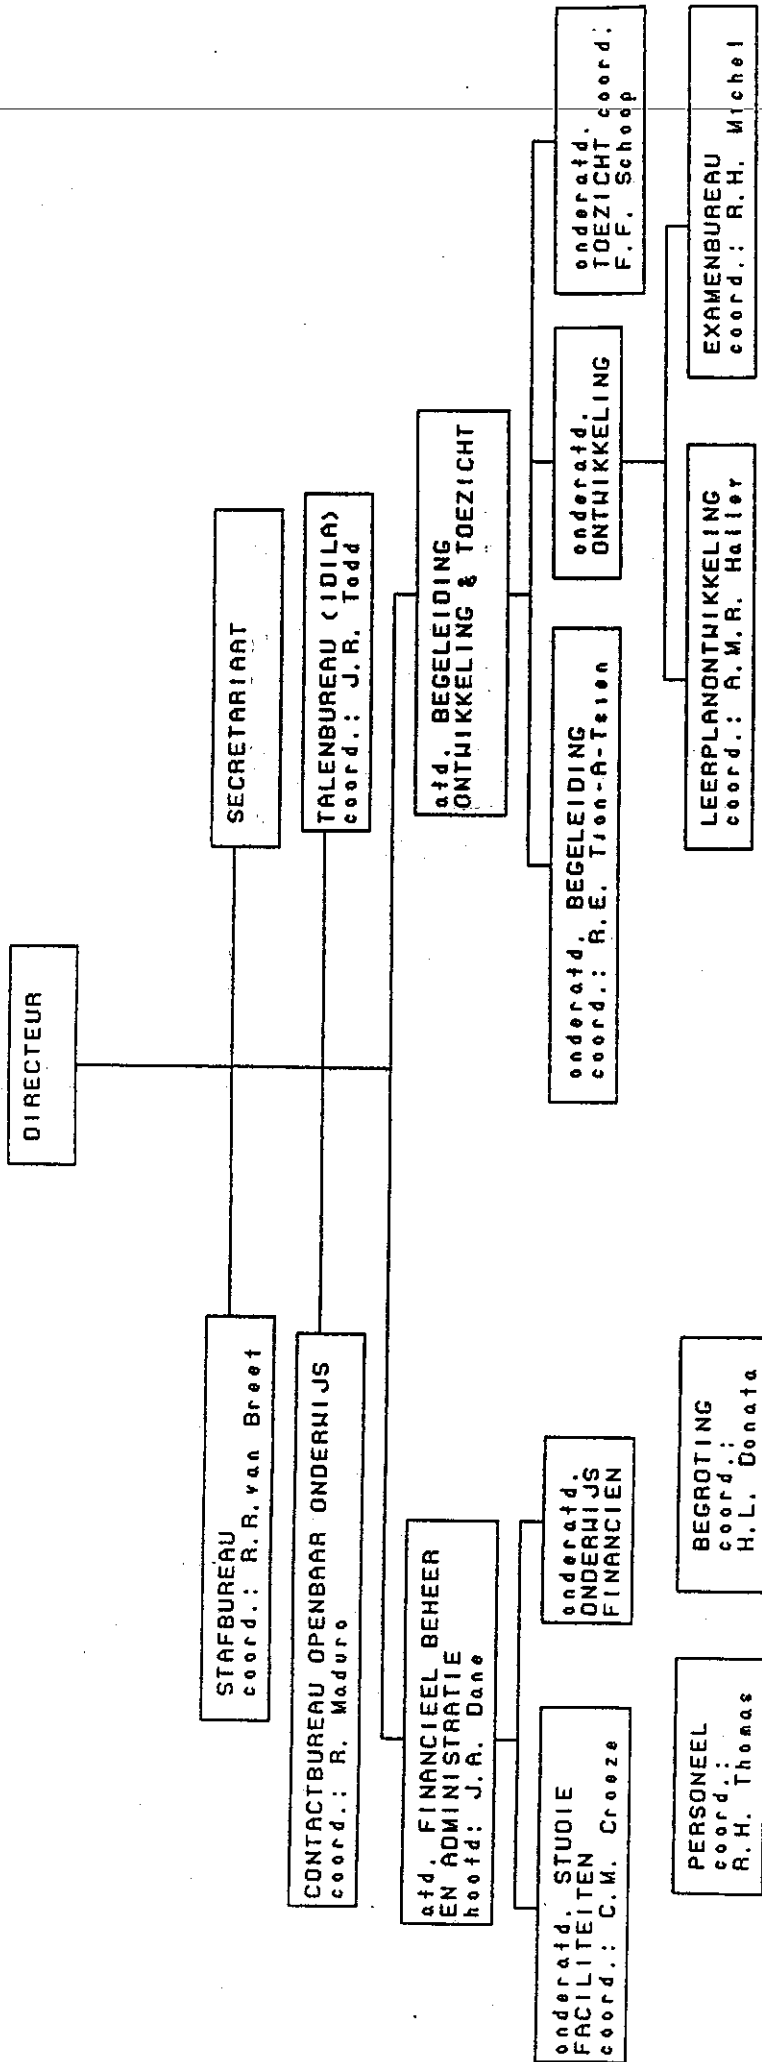 DIRECTEUR
STAFBUREAU
coord.: R.R.van Breet
SECRETARIAAT
CONTACTBUREAU OPENBAAR ONDERWIJS
coord.: R. Maduro
TALENBUREAU (IDILA)
coord.: J.R. Todd
afd. FINANCIEEL BEHEER
EN ADMINISTRATIE
hoofd: J.A. Dane
afd. BEGELEIDING
ONTWIKKELING & TOEZICHT
onderafd. STUDIE
FACILITEITEN
coord.: C.M. Croeze
onderafd.
ONDERWIJS
FINANCIEN
onderafd. BEGELEIDING
coord.: R.E. Tjon-A-Tsien
onderafd.
ONTWIKKELING
onderafd.
TOEZICHT coord.
F.F. Schoop
PERSONEEL
coord.:
R.H. Thomas
BEGROTING
coord.:
H.L. Donata
LEERPLANONTWIKKELING
coord.: A.M.R. Haller
EXAMENBUREAU
coord.: R.H. Michel